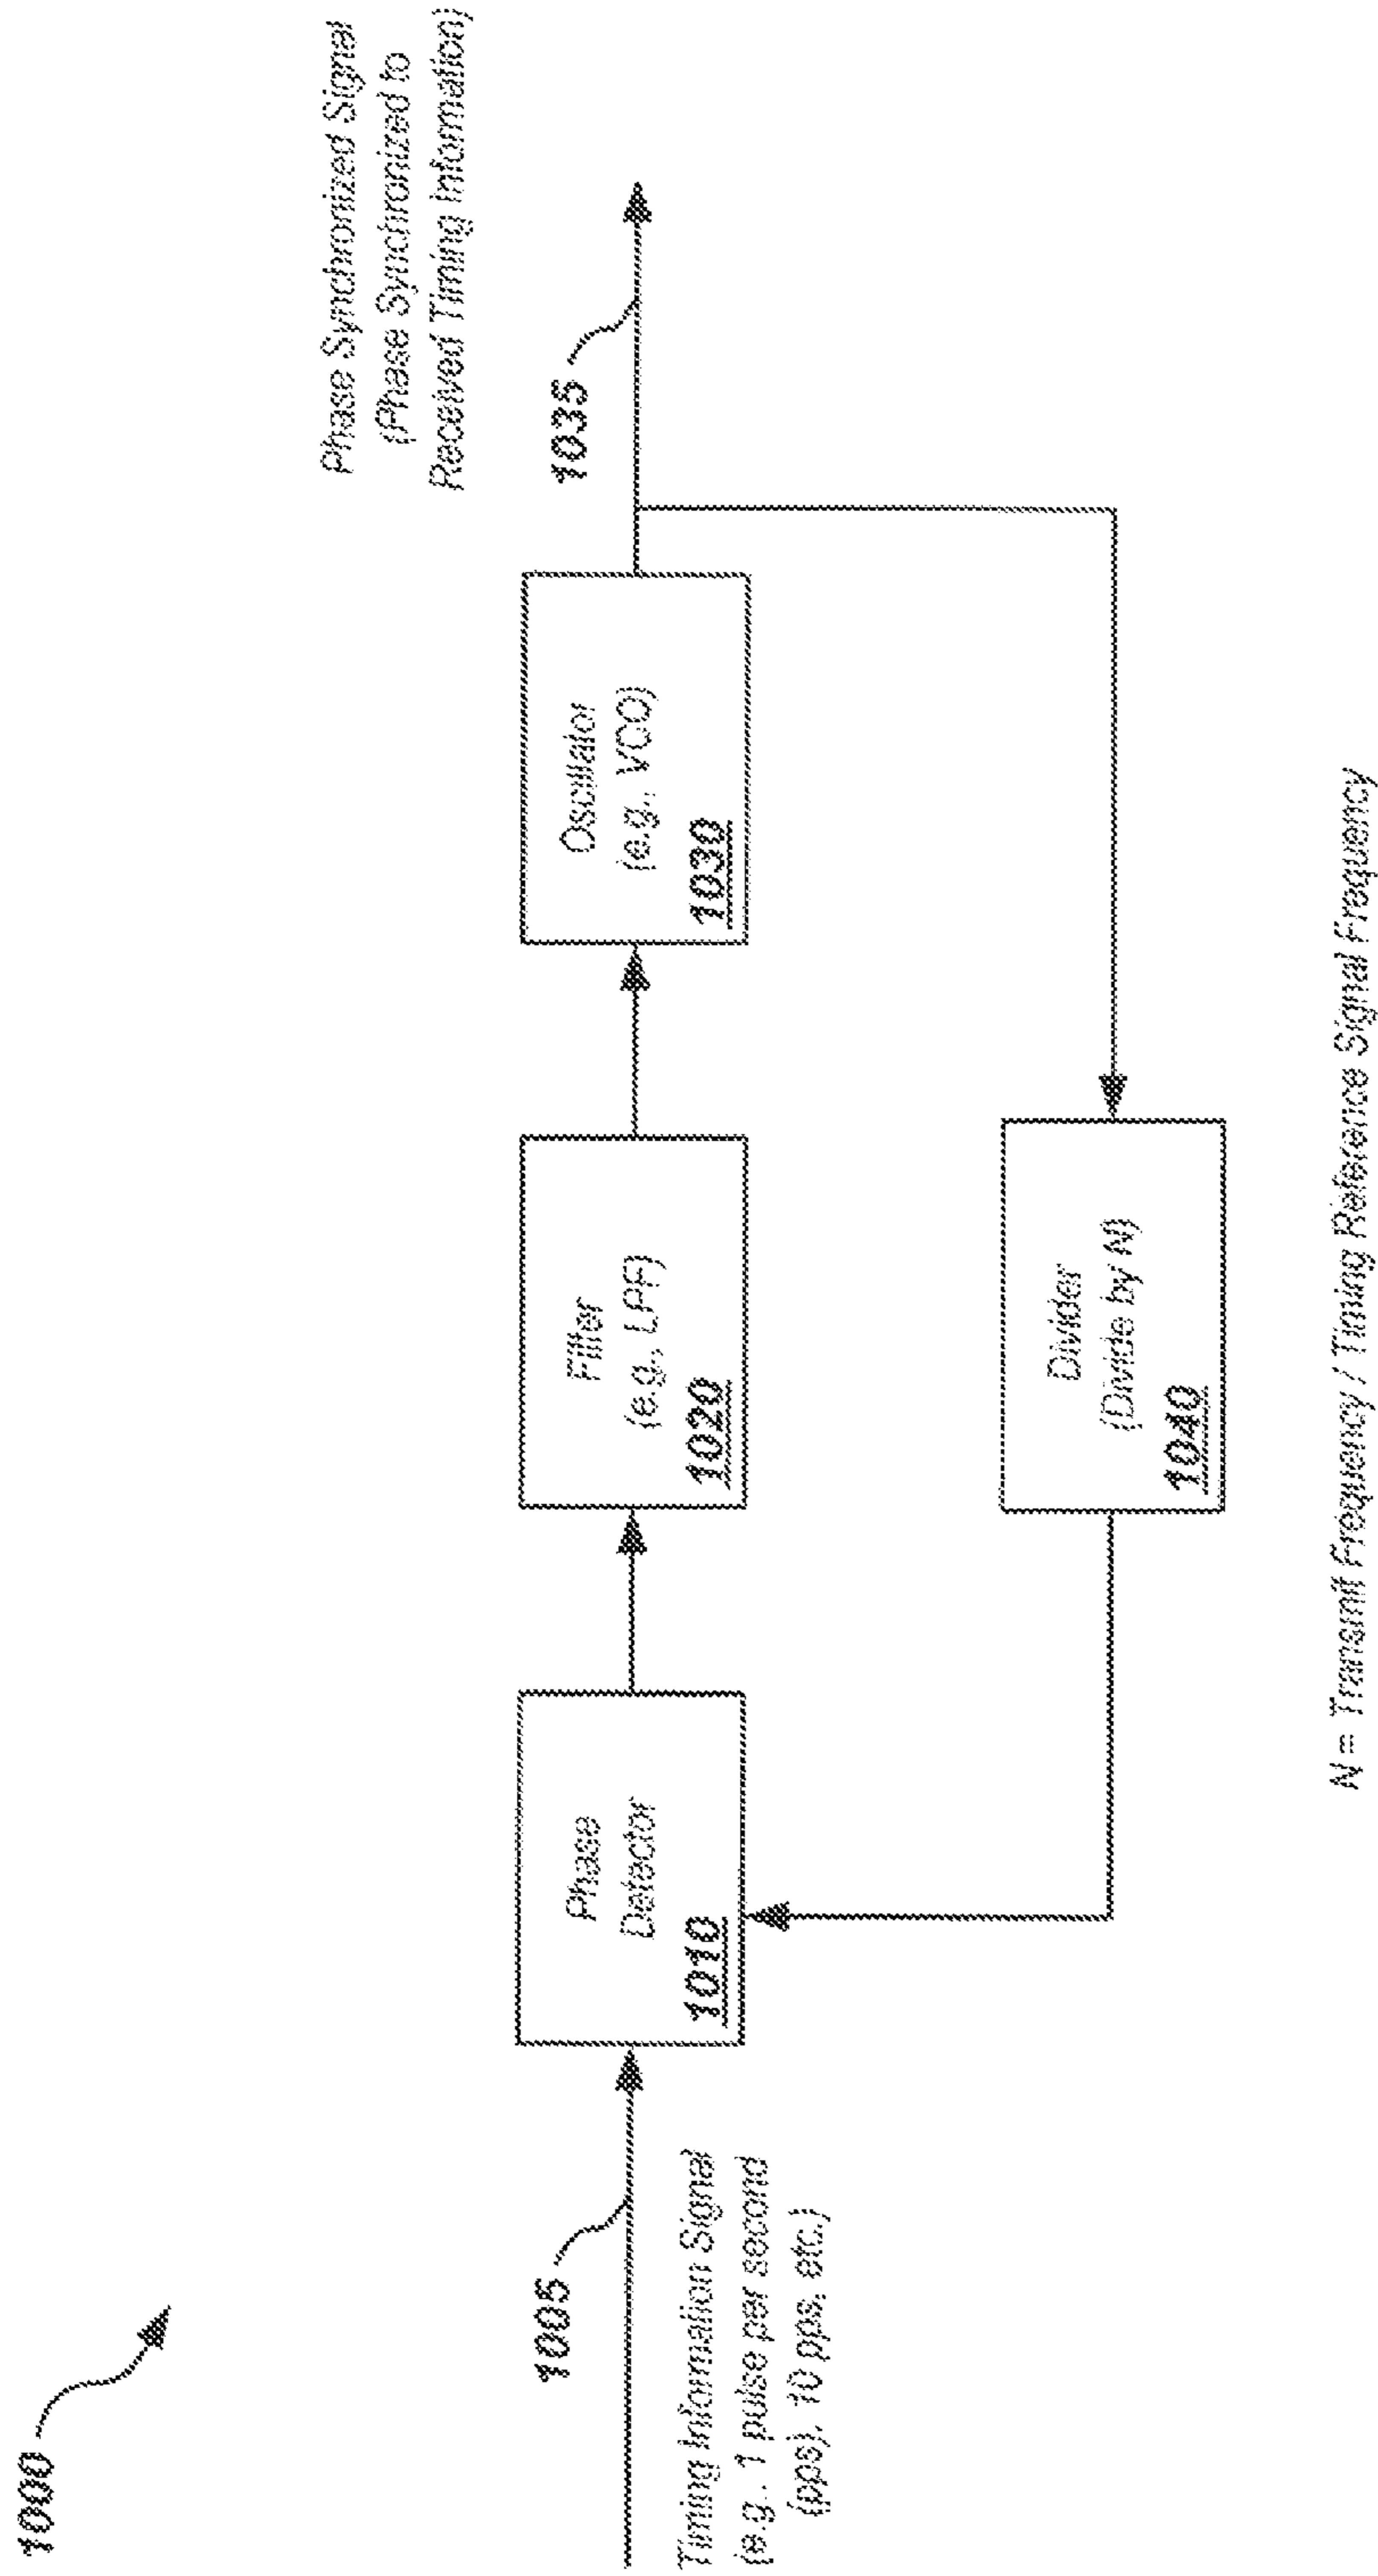 1000
Phase Synchronized Signal
(Phase Synchronized to
Received Timing Information)
1005
1035
Timing Information Signal
(e.g., 1 pulse per second
(pps), 10 pps, etc.)
Phase
Detector
1010
Filter
(e.g., LPF)
1020
Oscillator
(e.g., VCO)
1030
Divider
(Divide by N)
1040
N = Transmit Frequency / Timing Reference Signal Frequency